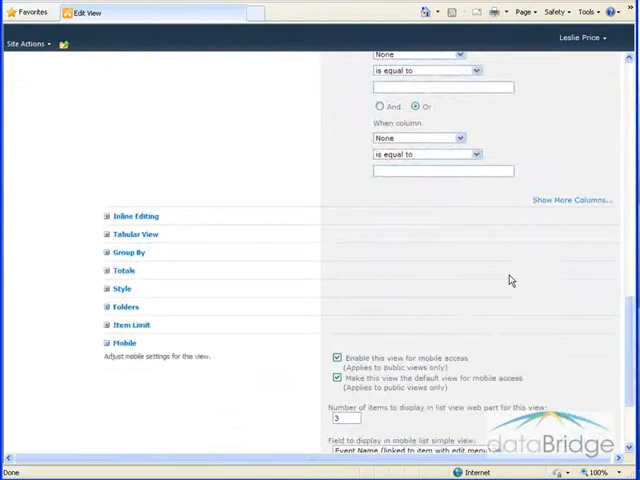 Favorites Edit View Page Safety Tools
Site Actions Leslie Price
None
is equal to
And Or
When column
None
is equal to
Show More Columns...
Inline Editing
Tabular View
Group By
Totals
Style
Folders
Item Limit
Mobile
Adjust mobile settings for this view.
Enable this view for mobile access
(Applies to public views only)
Make this view the default view for mobile access
(Applies to public views only)
Number of items to display in list view web part for this view:
3
Field to display in mobile list simple view:
Event Name (linked to item with edit menu)
dataBridge
Done Internet 100%